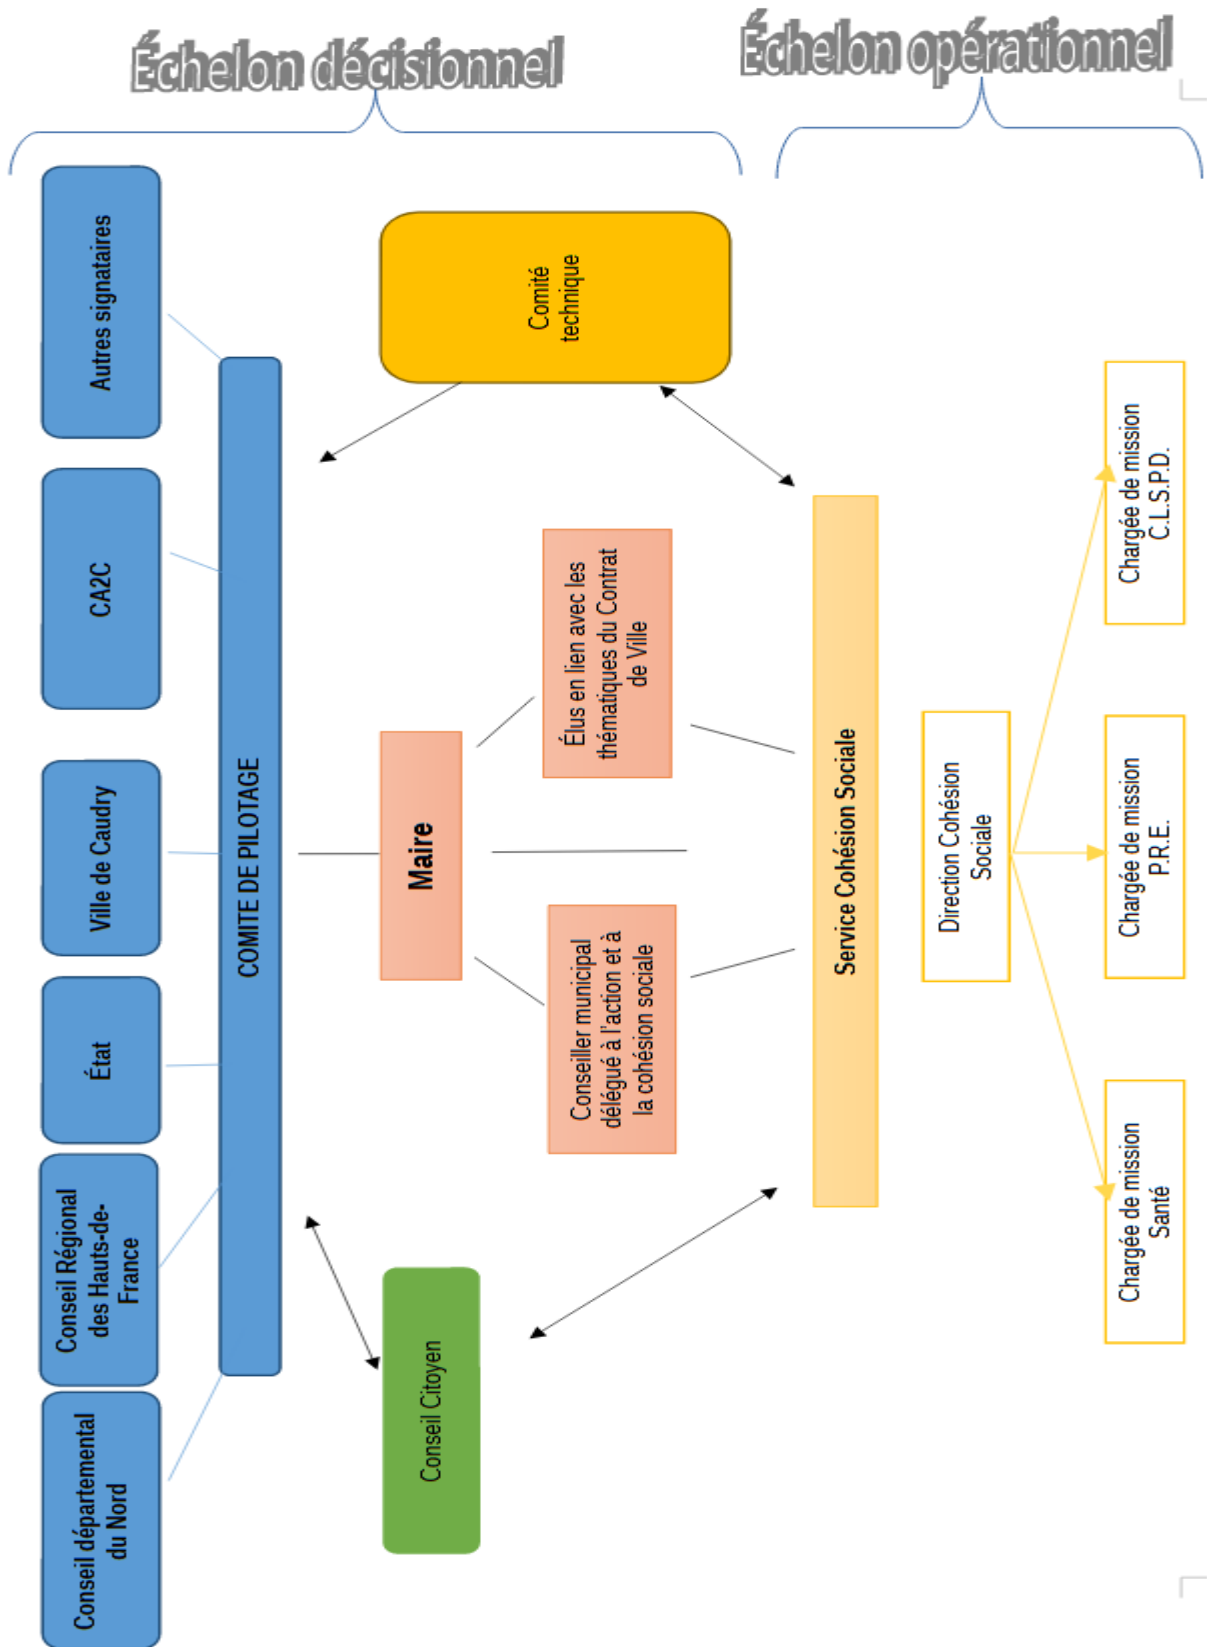 Échelon décisionnel
Échelon opérationnel
Conseil départemental
du Nord
Conseil Régional
des Hauts-de-
France
État
Ville de Caudry
CA2C
Autres signataires
COMITE DE PILOTAGE
Conseil Citoyen
Maire
Comité
technique
Conseiller municipal
délégué à l'action et à
la cohésion sociale
Élus en lien avec les
thématiques du Contrat
de Ville
Service Cohésion Sociale
Direction Cohésion
Sociale
Chargée de mission
Santé
Chargée de mission
P.R.E.
Chargée de mission
C.L.S.P.D.